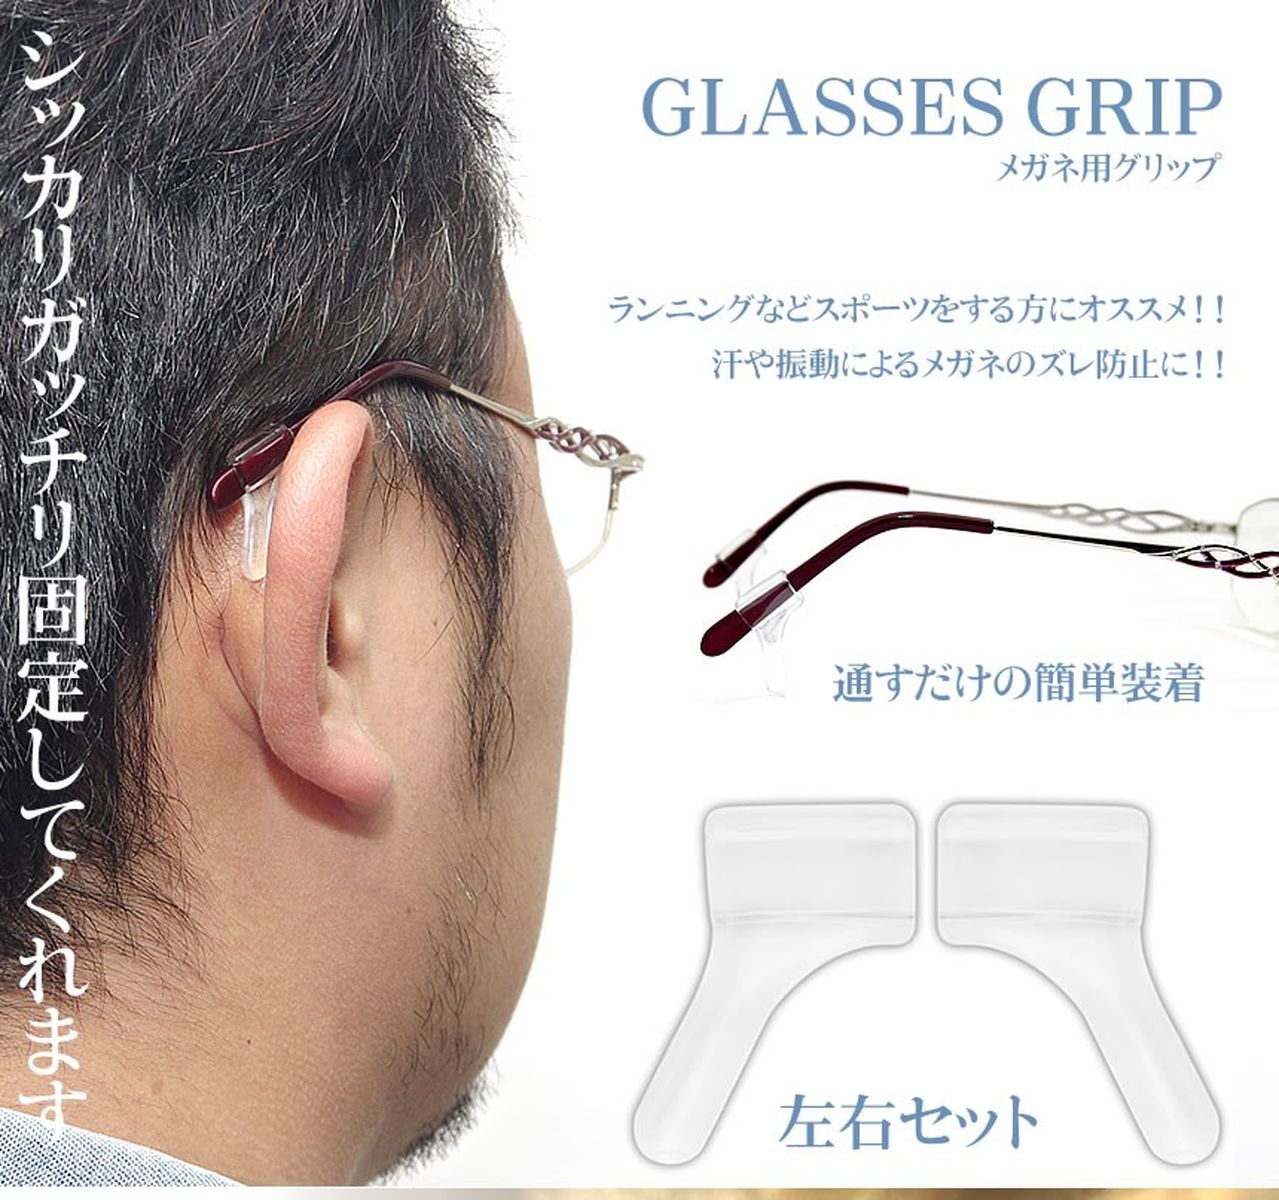 シッカリガッチリ固定してくれます
GLASSES GRIP
メガネ用グリップ
ランニングなどスポーツをする方にオススメ！！
汗や振動によるメガネのズレ防止に！！
通すだけの簡単装着
左右セット